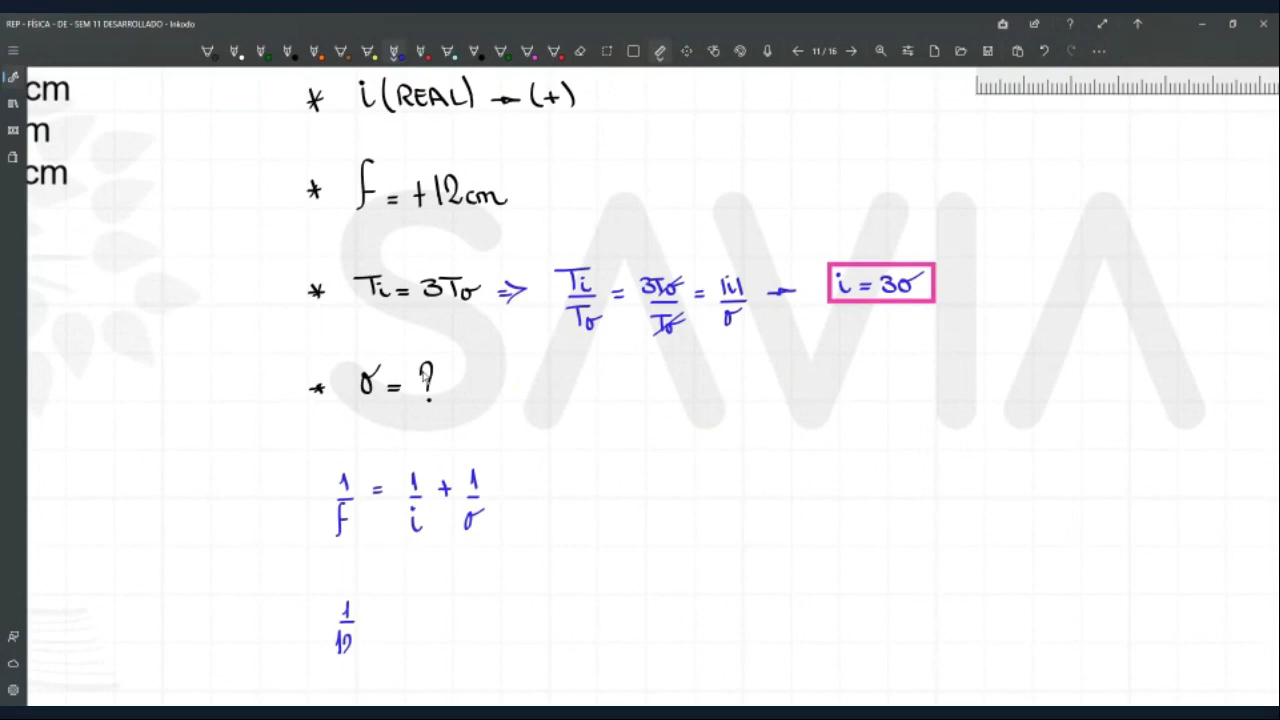 REP - FÍSICA - DE - SEM 11 DESARROLLADO - Inkodo
11 / 16
cm
m
cm
* i (REAL) → (+)
* f = +12cm
* Ti = 3To ⇒ Ti/To = 3To/To = |i|/o → i = 3o
* o = ?
1/f = 1/i + 1/o
1/12
SAVIA